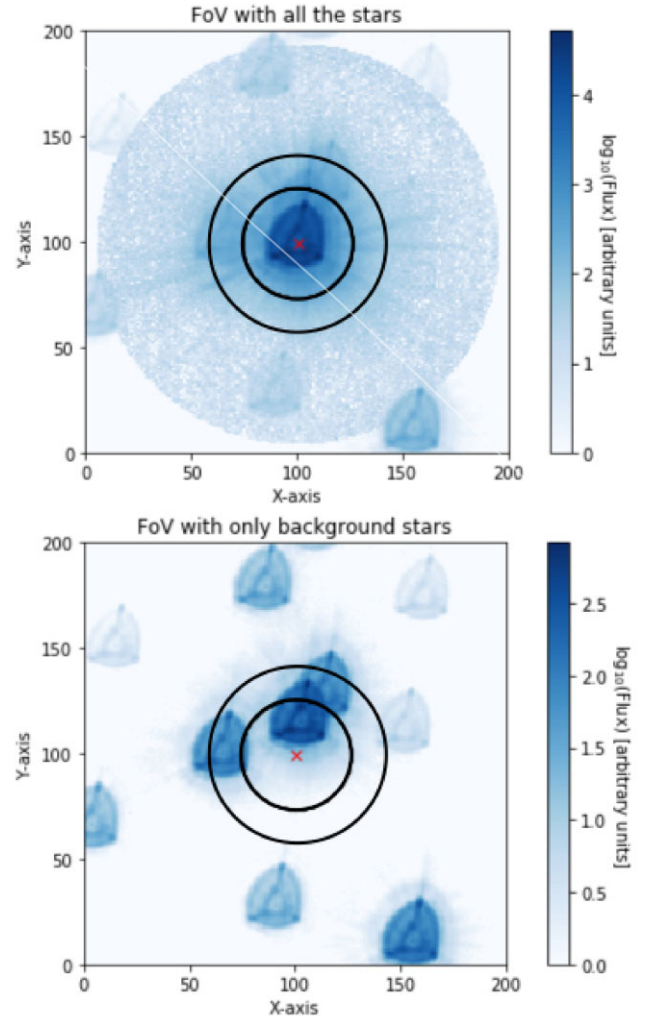 FoV with all the stars
200
150
100
50
0
Y-axis
0 50 100 150 200
X-axis
4
3
2
1
0
log₁₀(Flux) [arbitrary units]
FoV with only background stars
200
150
100
50
0
Y-axis
0 50 100 150 200
X-axis
2.5
2.0
1.5
1.0
0.5
0.0
log₁₀(Flux) [arbitrary units]